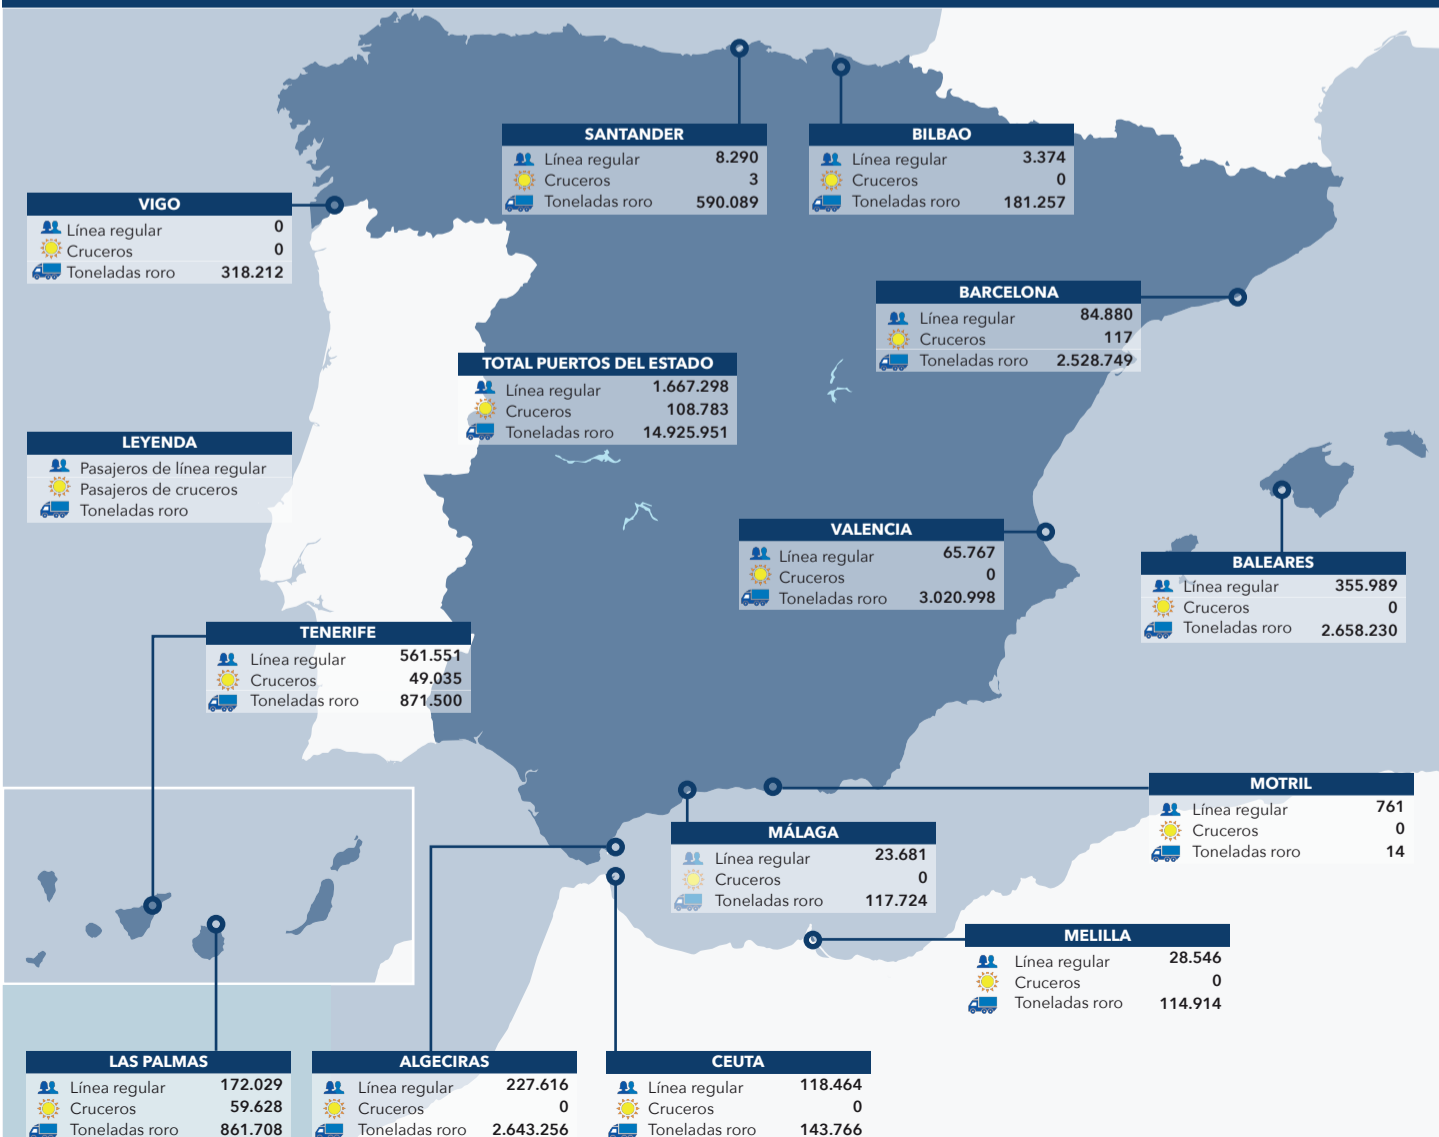 SANTANDER
Línea regular 8.290
Cruceros 3
Toneladas roro 590.089
BILBAO
Línea regular 3.374
Cruceros 0
Toneladas roro 181.257
VIGO
Línea regular 0
Cruceros 0
Toneladas roro 318.212
BARCELONA
Línea regular 84.880
Cruceros 117
Toneladas roro 2.528.749
TOTAL PUERTOS DEL ESTADO
Línea regular 1.667.298
Cruceros 108.783
Toneladas roro 14.925.951
LEYENDA
Pasajeros de línea regular
Pasajeros de cruceros
Toneladas roro
VALENCIA
Línea regular 65.767
Cruceros 0
Toneladas roro 3.020.998
BALEARES
Línea regular 355.989
Cruceros 0
Toneladas roro 2.658.230
TENERIFE
Línea regular 561.551
Cruceros 49.035
Toneladas roro 871.500
MOTRIL
Línea regular 761
Cruceros 0
Toneladas roro 14
MÁLAGA
Línea regular 23.681
Cruceros 0
Toneladas roro 117.724
MELILLA
Línea regular 28.546
Cruceros 0
Toneladas roro 114.914
LAS PALMAS
Línea regular 172.029
Cruceros 59.628
Toneladas roro 861.708
ALGECIRAS
Línea regular 227.616
Cruceros 0
Toneladas roro 2.643.256
CEUTA
Línea regular 118.464
Cruceros 0
Toneladas roro 143.766